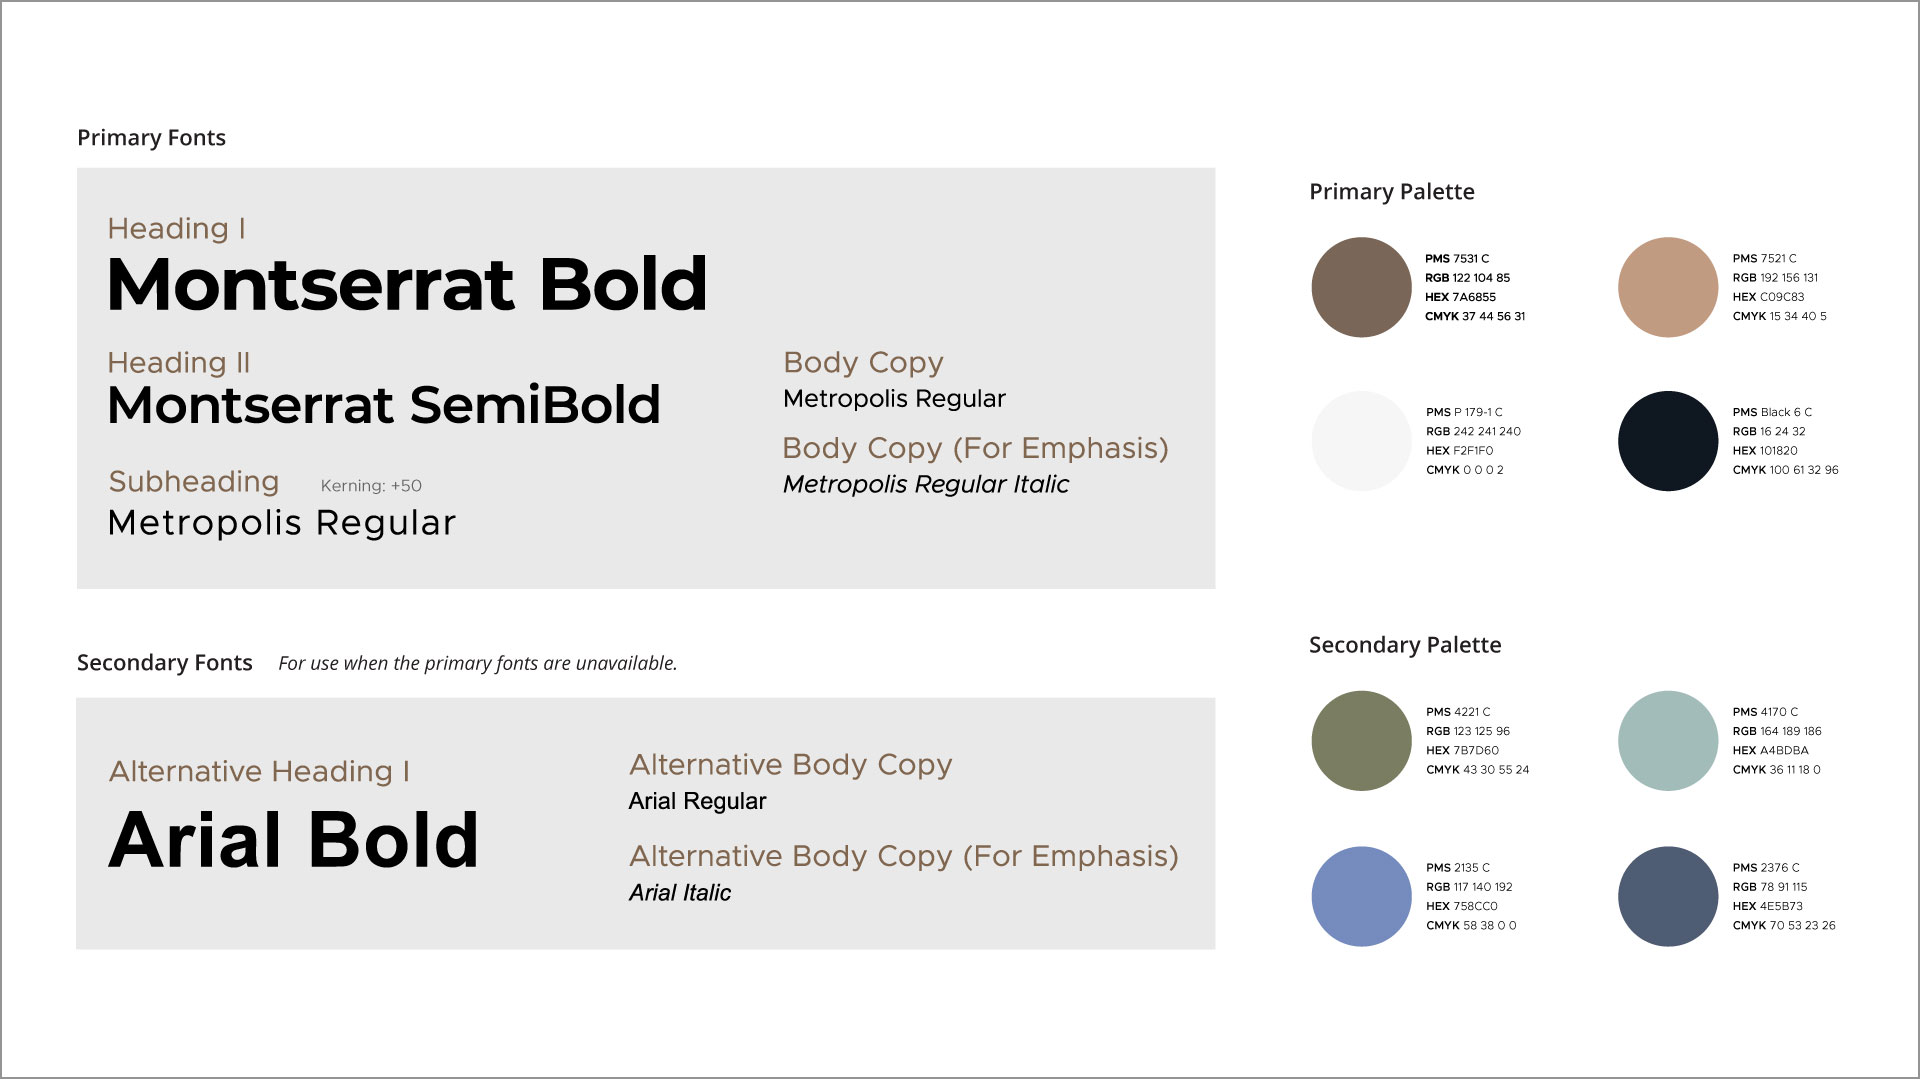 Primary Fonts
Heading I
Montserrat Bold
Heading II
Montserrat SemiBold
Subheading Kerning: +50
Metropolis Regular
Body Copy
Metropolis Regular
Body Copy (For Emphasis)
Metropolis Regular Italic
Secondary Fonts For use when the primary fonts are unavailable.
Alternative Heading I
Arial Bold
Alternative Body Copy
Arial Regular
Alternative Body Copy (For Emphasis)
Arial Italic
Primary Palette
PMS 7531 C
RGB 122 104 85
HEX 7A6855
CMYK 37 44 56 31
PMS 7521 C
RGB 192 156 131
HEX C09C83
CMYK 15 34 40 5
PMS P 179-1 C
RGB 242 241 240
HEX F2F1F0
CMYK 0 0 0 2
PMS Black 6 C
RGB 16 24 32
HEX 101820
CMYK 100 61 32 96
Secondary Palette
PMS 4221 C
RGB 123 125 96
HEX 7B7D60
CMYK 43 30 55 24
PMS 4170 C
RGB 164 189 186
HEX A4BDBA
CMYK 36 11 18 0
PMS 2135 C
RGB 117 140 192
HEX 758CC0
CMYK 58 38 0 0
PMS 2376 C
RGB 78 91 115
HEX 4E5B73
CMYK 70 53 23 26